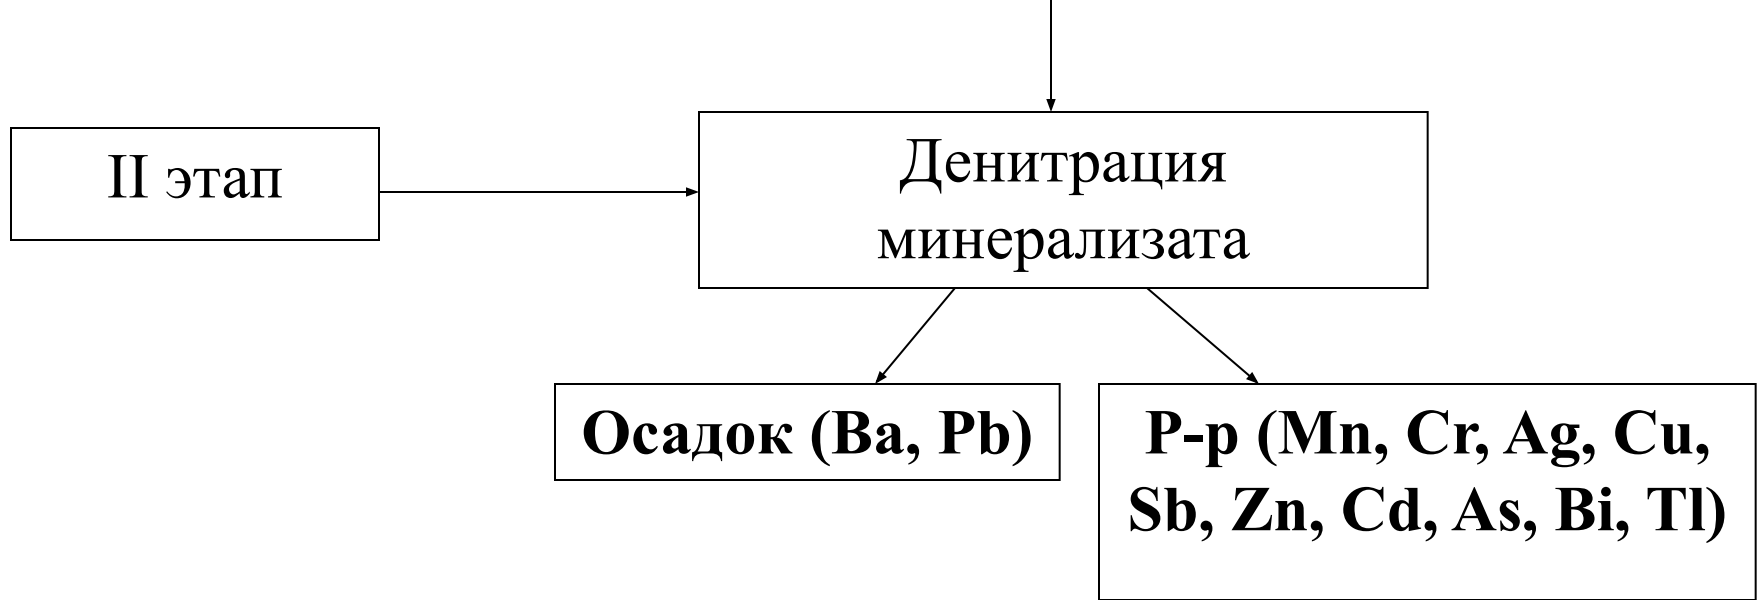 II этап
Денитрация
минерализата
Осадок (Ba, Pb)
Р-р (Mn, Cr, Ag, Cu,
Sb, Zn, Cd, As, Bi, Tl)